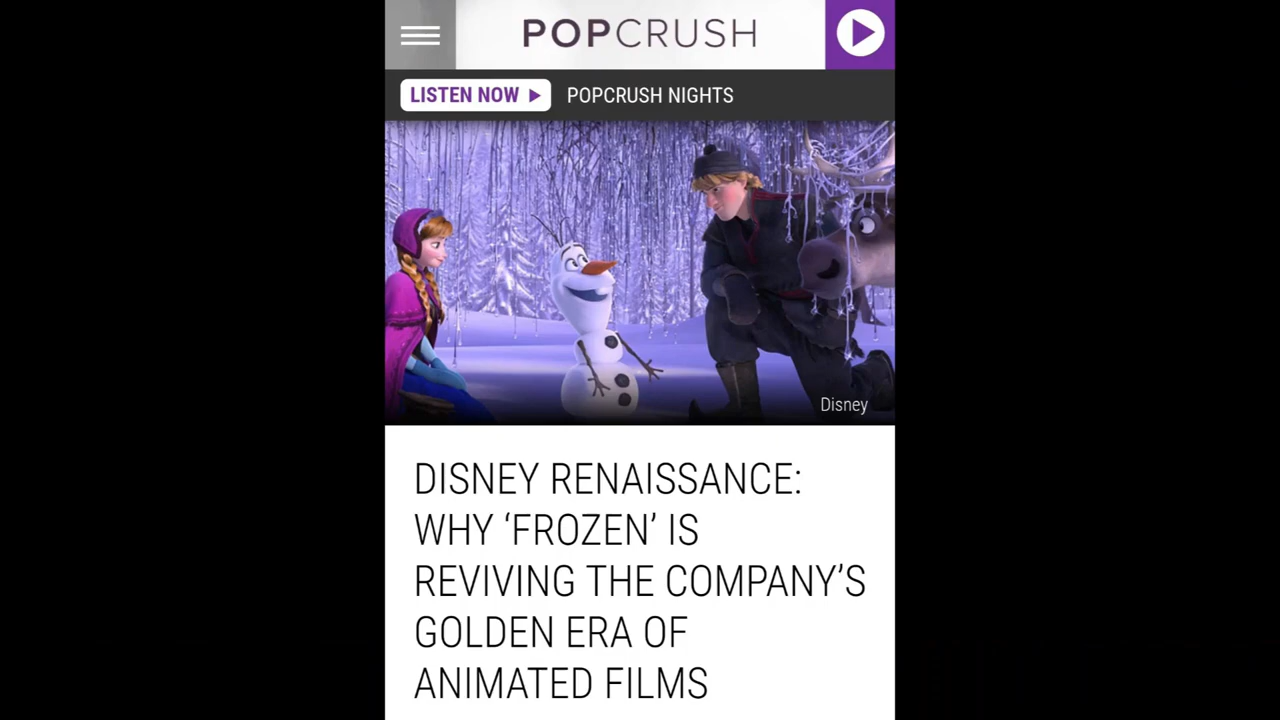 POPCRUSH
LISTEN NOW POPCRUSH NIGHTS
Disney
DISNEY RENAISSANCE:
WHY ‘FROZEN’ IS
REVIVING THE COMPANY’S
GOLDEN ERA OF
ANIMATED FILMS